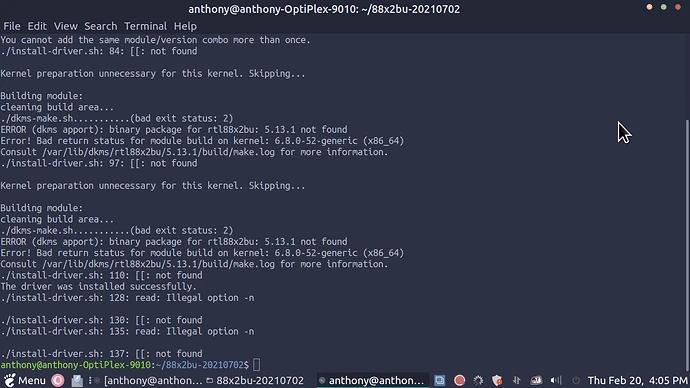 anthony@anthony-OptiPlex-9010: ~/88x2bu-20210702
File Edit View Search Terminal Help
You cannot add the same module/version combo more than once.
./install-driver.sh: 84: [[: not found
Kernel preparation unnecessary for this kernel. Skipping...
Building module:
cleaning build area...
./dkms-make.sh...........(bad exit status: 2)
ERROR (dkms apport): binary package for rtl88x2bu: 5.13.1 not found
Error! Bad return status for module build on kernel: 6.8.0-52-generic (x86_64)
Consult /var/lib/dkms/rtl88x2bu/5.13.1/build/make.log for more information.
./install-driver.sh: 97: [[: not found
Kernel preparation unnecessary for this kernel. Skipping...
Building module:
cleaning build area...
./dkms-make.sh...........(bad exit status: 2)
ERROR (dkms apport): binary package for rtl88x2bu: 5.13.1 not found
Error! Bad return status for module build on kernel: 6.8.0-52-generic (x86_64)
Consult /var/lib/dkms/rtl88x2bu/5.13.1/build/make.log for more information.
./install-driver.sh: 110: [[: not found
The driver was installed successfully.
./install-driver.sh: 128: read: Illegal option -n
./install-driver.sh: 130: [[: not found
./install-driver.sh: 135: read: Illegal option -n
./install-driver.sh: 137: [[: not found
anthony@anthony-OptiPlex-9010:~/88x2bu-20210702$
Menu [anthony@anthon... 88x2bu-20210702 anthony@anthon... Thu Feb 20, 4:05 PM